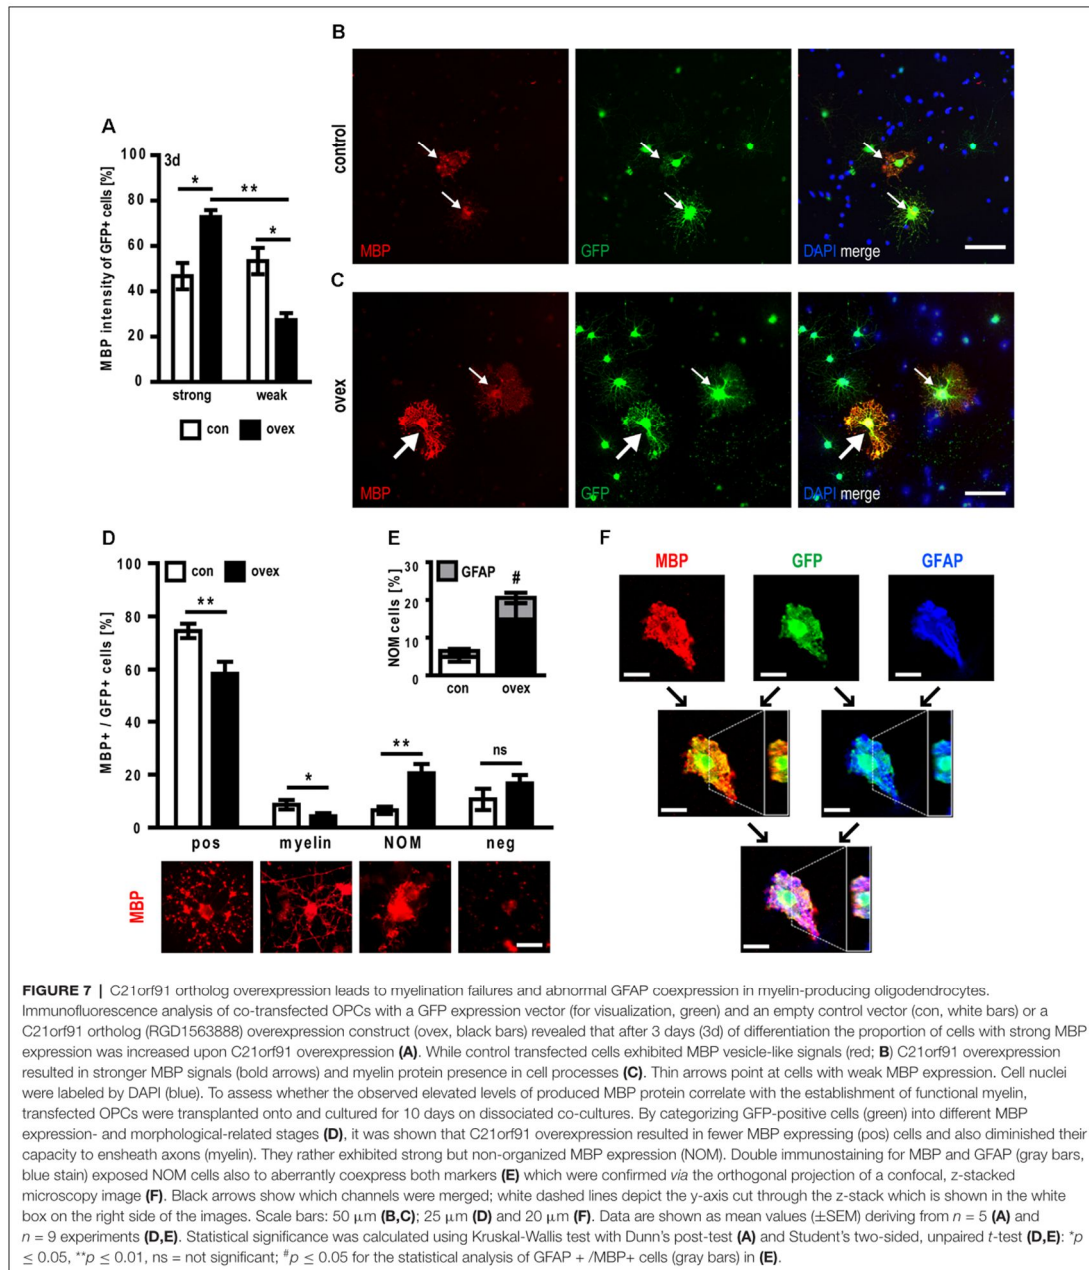 B
control
MBP
GFP
DAPI merge
A
MBP intensity of GFP+ cells [%]
100
80
60
40
20
0
3d
*
**
*
strong
weak
con
ovex
C
ovex
MBP
GFP
DAPI merge
D
MBP+ / GFP+ cells [%]
100
80
60
40
20
0
con
ovex
**
*
**
ns
pos
myelin
NOM
neg
MBP
E
NOM cells [%]
30
20
10
0
GFAP
#
con
ovex
F
MBP
GFP
GFAP
FIGURE 7 | C21orf91 ortholog overexpression leads to myelination failures and abnormal GFAP coexpression in myelin-producing oligodendrocytes.
Immunofluorescence analysis of co-transfected OPCs with a GFP expression vector (for visualization, green) and an empty control vector (con, white bars) or a
C21orf91 ortholog (RGD1563888) overexpression construct (ovex, black bars) revealed that after 3 days (3d) of differentiation the proportion of cells with strong MBP
expression was increased upon C21orf91 overexpression (A). While control transfected cells exhibited MBP vesicle-like signals (red; B) C21orf91 overexpression
resulted in stronger MBP signals (bold arrows) and myelin protein presence in cell processes (C). Thin arrows point at cells with weak MBP expression. Cell nuclei
were labeled by DAPI (blue). To assess whether the observed elevated levels of produced MBP protein correlate with the establishment of functional myelin,
transfected OPCs were transplanted onto and cultured for 10 days on dissociated co-cultures. By categorizing GFP-positive cells (green) into different MBP
expression- and morphological-related stages (D), it was shown that C21orf91 overexpression resulted in fewer MBP expressing (pos) cells and also diminished their
capacity to ensheath axons (myelin). They rather exhibited strong but non-organized MBP expression (NOM). Double immunostaining for MBP and GFAP (gray bars,
blue stain) exposed NOM cells also to aberrantly coexpress both markers (E) which were confirmed via the orthogonal projection of a confocal, z-stacked
microscopy image (F). Black arrows show which channels were merged; white dashed lines depict the y-axis cut through the z-stack which is shown in the white
box on the right side of the images. Scale bars: 50 μm (B,C); 25 μm (D) and 20 μm (F). Data are shown as mean values (±SEM) deriving from n = 5 (A) and
n = 9 experiments (D,E). Statistical significance was calculated using Kruskal-Wallis test with Dunn's post-test (A) and Student's two-sided, unpaired t-test (D,E): *p
≤ 0.05, **p ≤ 0.01, ns = not significant; #p ≤ 0.05 for the statistical analysis of GFAP + /MBP+ cells (gray bars) in (E).